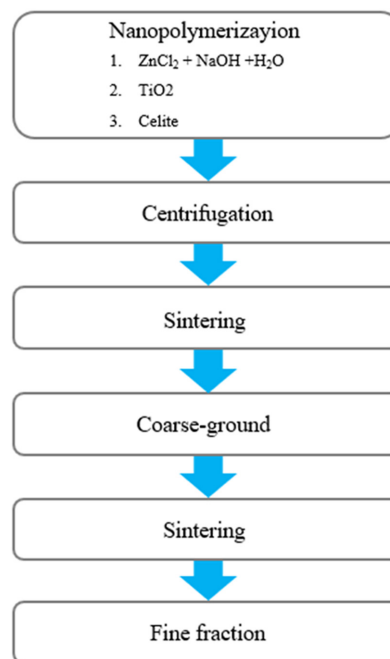 Nanopolymerizayion
1. ZnCl₂ + NaOH +H₂O
2. TiO2
3. Celite
Centrifugation
Sintering
Coarse-ground
Sintering
Fine fraction